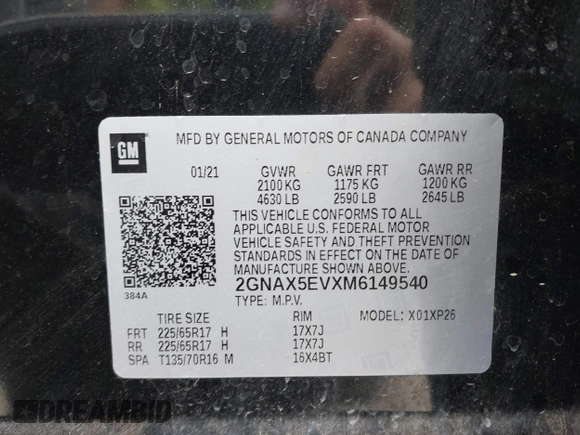 GM
MFD BY GENERAL MOTORS OF CANADA COMPANY
01/21 GVWR GAWR FRT GAWR RR
2100 KG 1175 KG 1200 KG
4630 LB 2590 LB 2645 LB
THIS VEHICLE CONFORMS TO ALL
APPLICABLE U.S. FEDERAL MOTOR
VEHICLE SAFETY AND THEFT PREVENTION
STANDARDS IN EFFECT ON THE DATE OF
MANUFACTURE SHOWN ABOVE.
384A
2GNAX5EVXM6149540
TYPE: M.P.V.
TIRE SIZE RIM MODEL: X01XP26
FRT 225/65R17 H 17X7J
RR 225/65R17 H 17X7J
SPA T135/70R16 M 16X4BT
DREAMBID